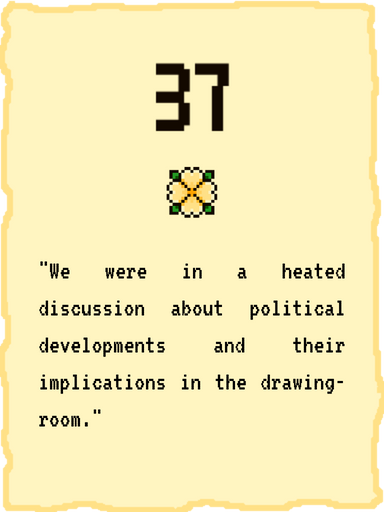 37
"We were in a heated
discussion about political
developments and their
implications in the drawing-
room."